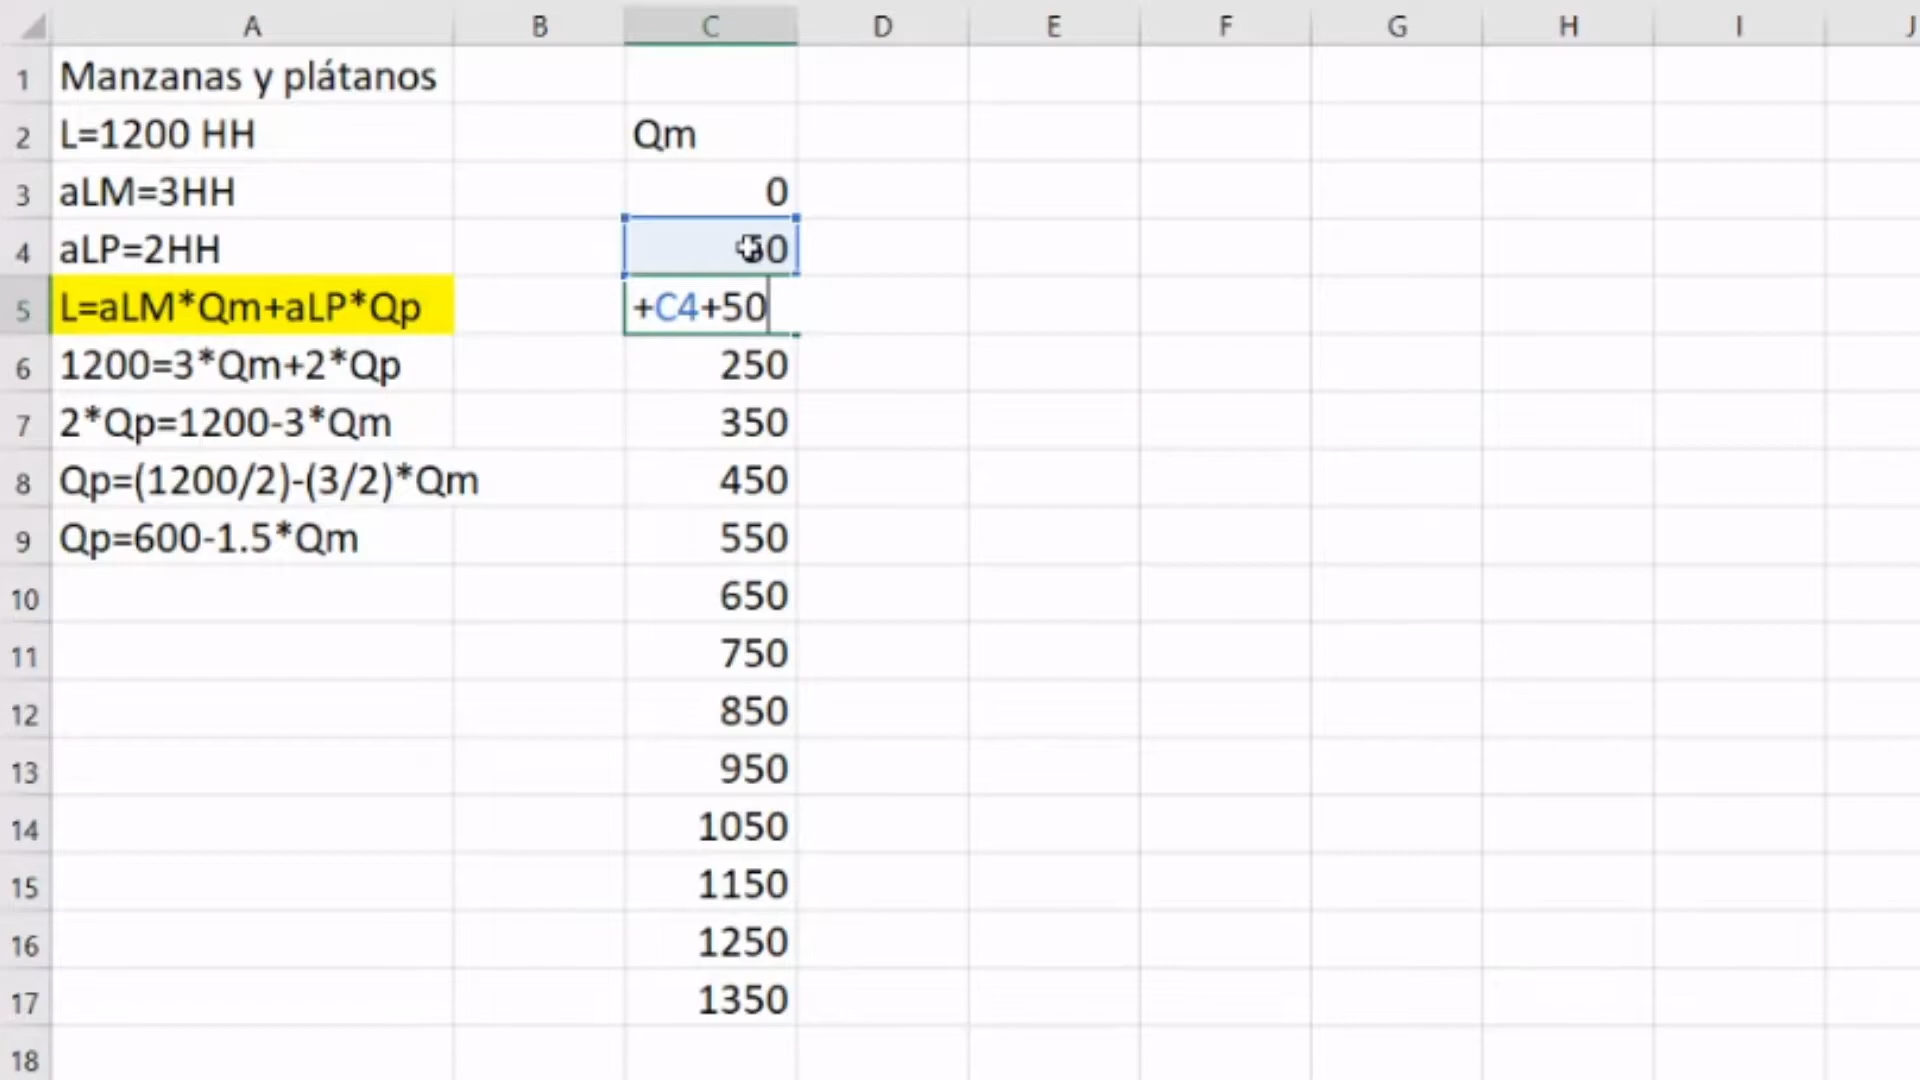 A B C D E F G H I J
1 Manzanas y plátanos
2 L=1200 HH Qm
3 aLM=3HH 0
4 aLP=2HH 50
5 L=aLM*Qm+aLP*Qp +C4+50
6 1200=3*Qm+2*Qp 250
7 2*Qp=1200-3*Qm 350
8 Qp=(1200/2)-(3/2)*Qm 450
9 Qp=600-1.5*Qm 550
10 650
11 750
12 850
13 950
14 1050
15 1150
16 1250
17 1350
18